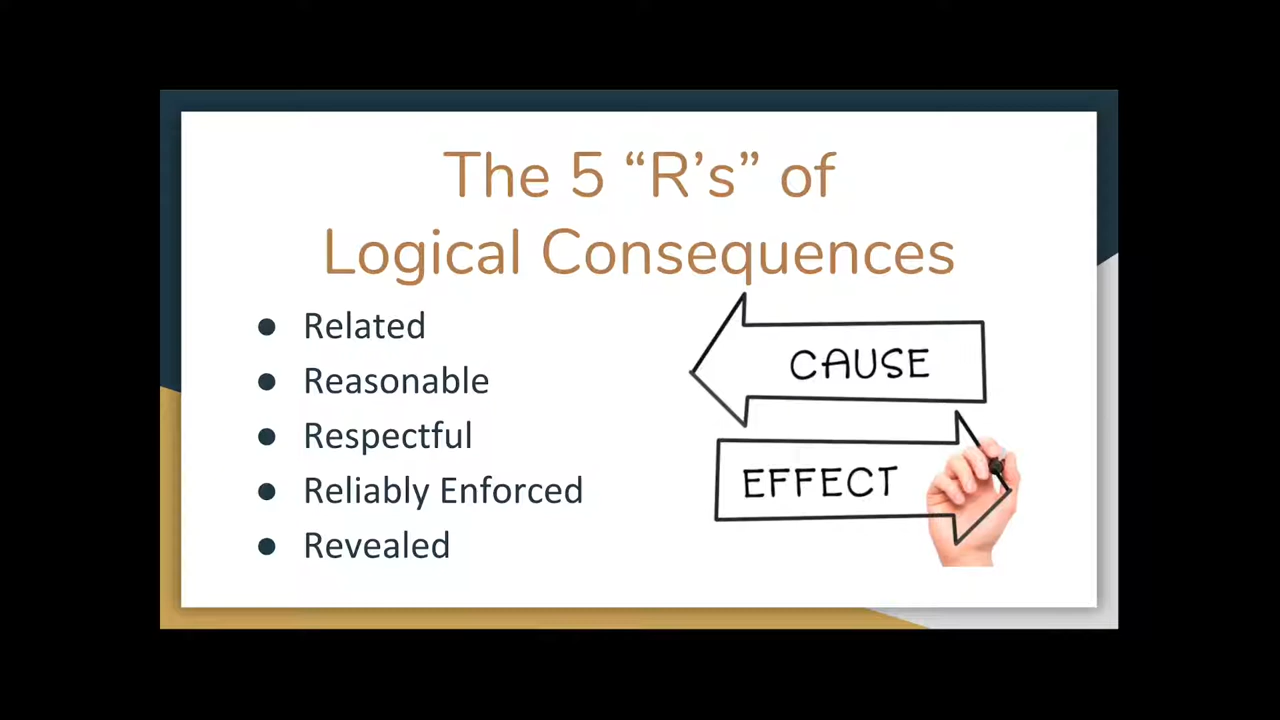 The 5 “R’s” of
Logical Consequences
● Related
● Reasonable
● Respectful
● Reliably Enforced
● Revealed
CAUSE
EFFECT